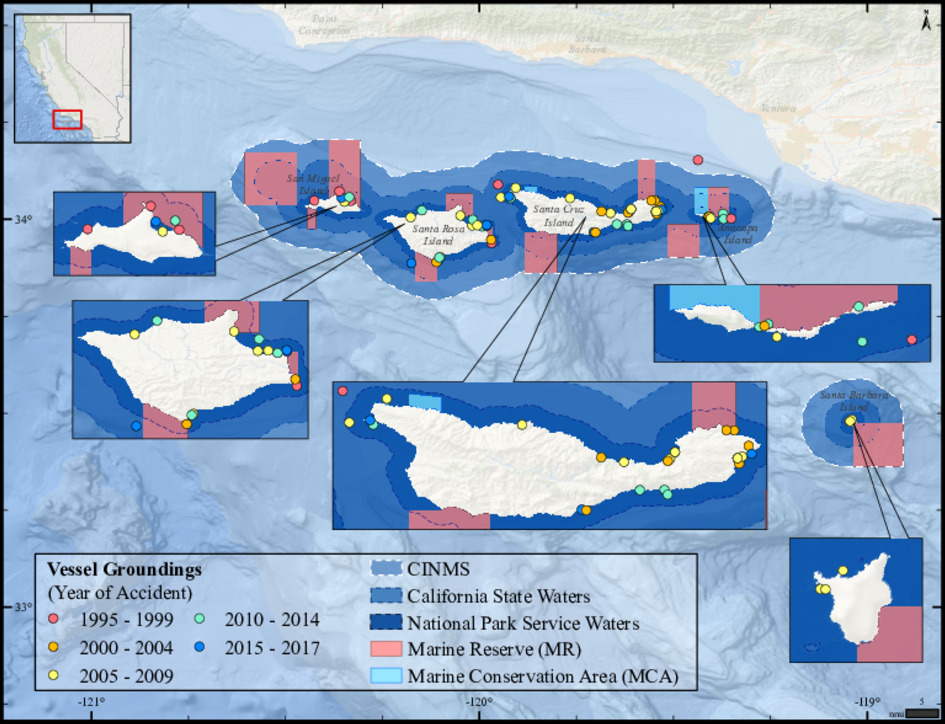 N
Point
Conception
Santa
Barbara
Ventura
San Miguel
Island
34°
34°
Santa Cruz
Island
Santa Rosa
Island
Anacapa
Island
Santa Barbara
Island
Vessel Groundings
(Year of Accident)
1995 - 1999
2000 - 2004
2005 - 2009
2010 - 2014
2015 - 2017
CINMS
California State Waters
National Park Service Waters
Marine Reserve (MR)
Marine Conservation Area (MCA)
33°
33°
-121°
-120°
-119°
5
nmi